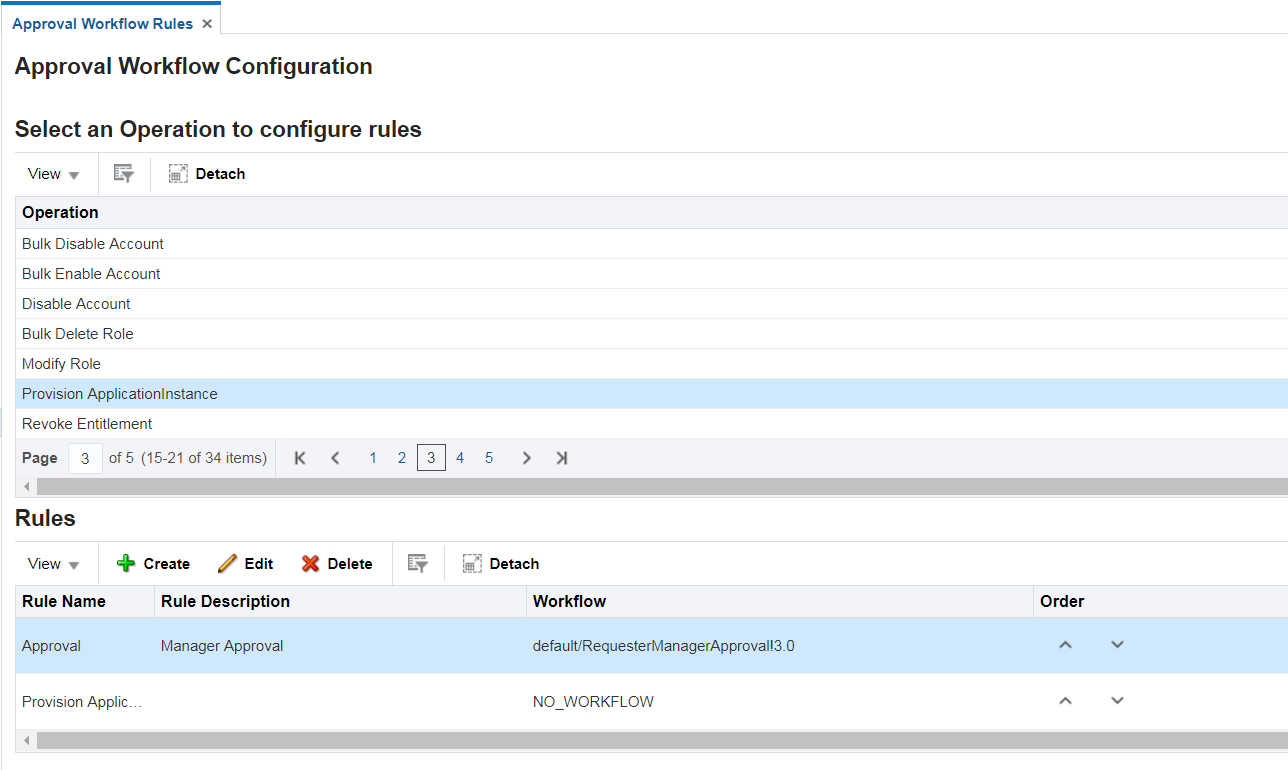 Approval Workflow Rules ×
Approval Workflow Configuration
Select an Operation to configure rules
View Detach
Operation
Bulk Disable Account
Bulk Enable Account
Disable Account
Bulk Delete Role
Modify Role
Provision ApplicationInstance
Revoke Entitlement
Page 3 of 5 (15-21 of 34 items) 1 2 3 4 5
Rules
View Create Edit Delete Detach
Rule Name Rule Description Workflow Order
Approval Manager Approval default/RequesterManagerApproval!3.0
Provision Applic... NO_WORKFLOW